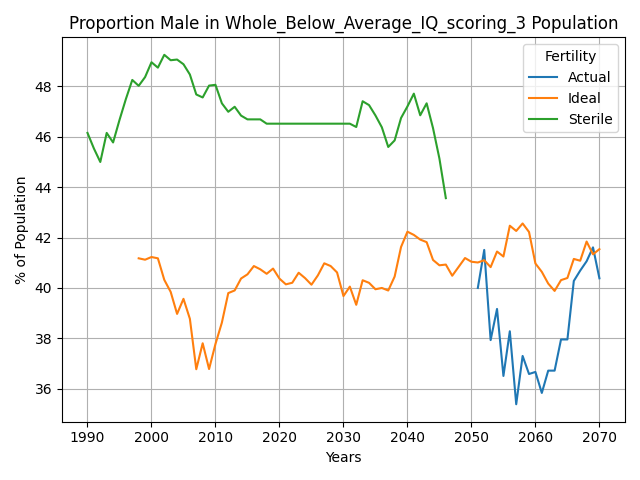 Proportion Male in Whole_Below_Average_IQ_scoring_3 Population
Fertility
Actual
Ideal
Sterile
% of Population
48
46
44
42
40
38
36
1990 2000 2010 2020 2030 2040 2050 2060 2070
Years